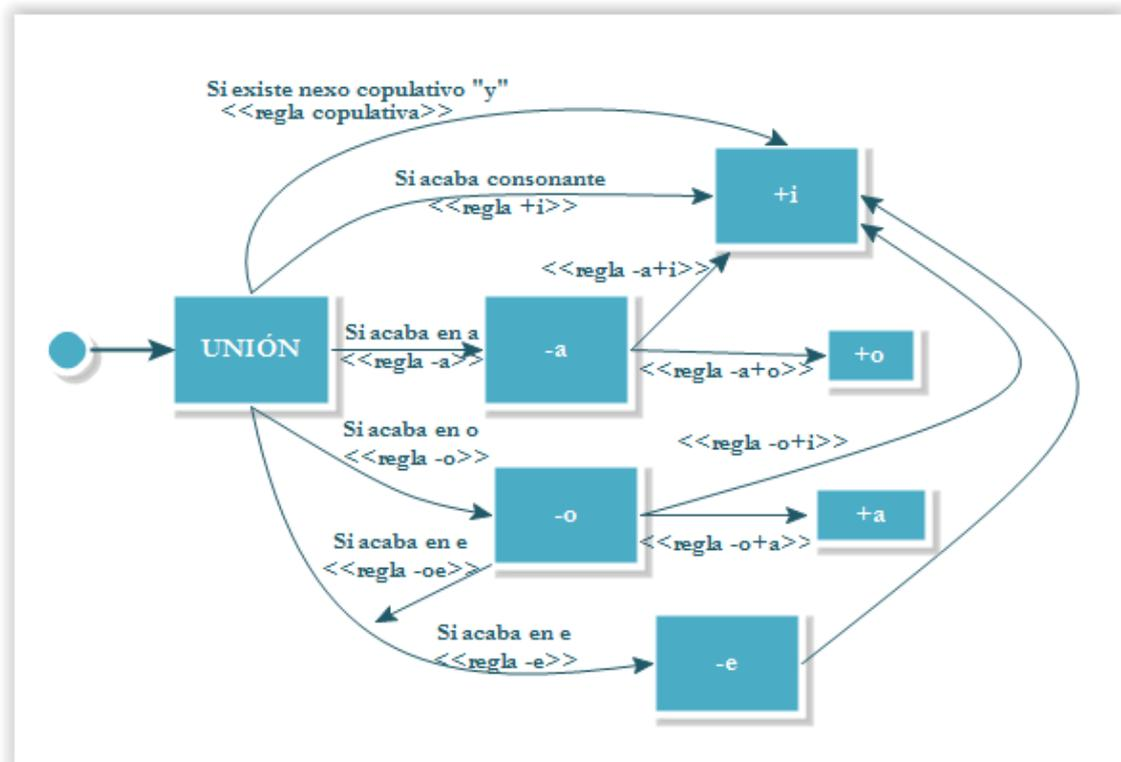 Si existe nexo copulativo "y"
<<regla copulativa>>
Si acaba consonante
<<regla +i>>
+i
<<regla -a+i>>
UNIÓN
Si acaba en a
<<regla -a>>
-a
<<regla -a+o>>
+o
Si acaba en o
<<regla -o>>
<<regla -o+i>>
-o
+a
<<regla -o+a>>
Si acaba en e
<<regla -oe>>
Si acaba en e
<<regla -e>>
-e